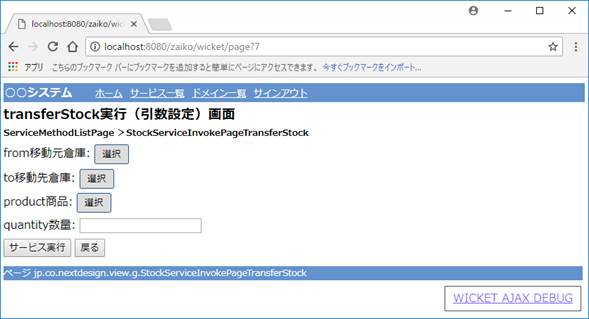 localhost:8080/zaiko/wic
localhost:8080/zaiko/wicket/page?7
アプリ このブックマーク バーにブックマークを追加すると簡単にページにアクセスできます。 今すぐブックマークをインポート...
〇〇システム ホーム サービス一覧 ドメイン一覧 サインアウト
transferStock実行（引数設定）画面
ServiceMethodListPage ＞StockServiceInvokePageTransferStock
from移動元倉庫: 選択
to移動先倉庫: 選択
product商品: 選択
quantity数量:
サービス実行 戻る
ページ jp.co.nextdesign.view.g.StockServiceInvokePageTransferStock
WICKET AJAX DEBUG